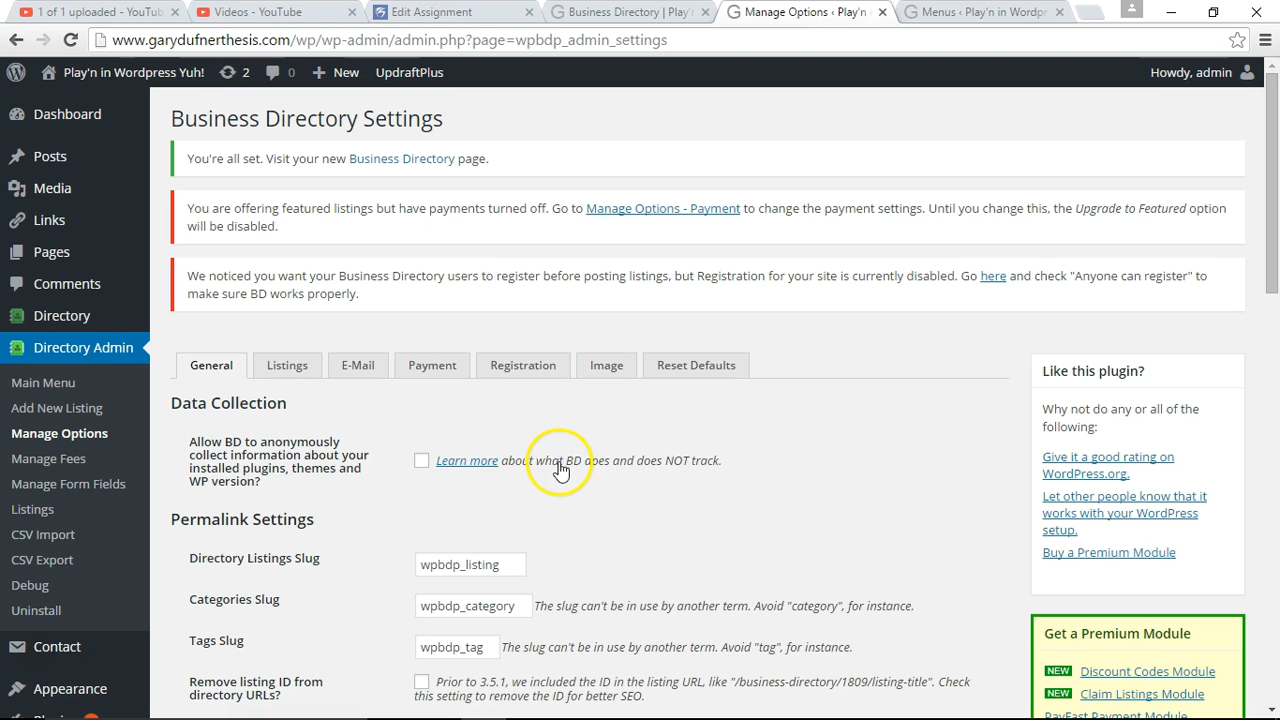 1 of 1 uploaded - YouTub
Videos - YouTube
Edit Assignment
Business Directory | Play'n
Manage Options ‹ Play'n
Menus ‹ Play'n in Wordpr
www.garydufnerthesis.com/wp/wp-admin/admin.php?page=wpbdp_admin_settings
Play'n in Wordpress Yuh!
2
0
New
UpdraftPlus
Howdy, admin
Dashboard
Posts
Media
Links
Pages
Comments
Directory
Directory Admin
Main Menu
Add New Listing
Manage Options
Manage Fees
Manage Form Fields
Listings
CSV Import
CSV Export
Debug
Uninstall
Contact
Appearance
Business Directory Settings
You're all set. Visit your new Business Directory page.
You are offering featured listings but have payments turned off. Go to Manage Options - Payment to change the payment settings. Until you change this, the Upgrade to Featured option
will be disabled.
We noticed you want your Business Directory users to register before posting listings, but Registration for your site is currently disabled. Go here and check "Anyone can register" to
make sure BD works properly.
General
Listings
E-Mail
Payment
Registration
Image
Reset Defaults
Data Collection
Allow BD to anonymously
collect information about your
installed plugins, themes and
WP version?
Learn more about what BD does and does NOT track.
Permalink Settings
Directory Listings Slug
wpbdp_listing
Categories Slug
wpbdp_category
The slug can't be in use by another term. Avoid "category", for instance.
Tags Slug
wpbdp_tag
The slug can't be in use by another term. Avoid "tag", for instance.
Remove listing ID from
directory URLs?
Prior to 3.5.1, we included the ID in the listing URL, like "/business-directory/1809/listing-title". Check
this setting to remove the ID for better SEO.
Like this plugin?
Why not do any or all of the
following:
Give it a good rating on
WordPress.org.
Let other people know that it
works with your WordPress
setup.
Buy a Premium Module
Get a Premium Module
NEW Discount Codes Module
NEW Claim Listings Module
PayFast Payment Module